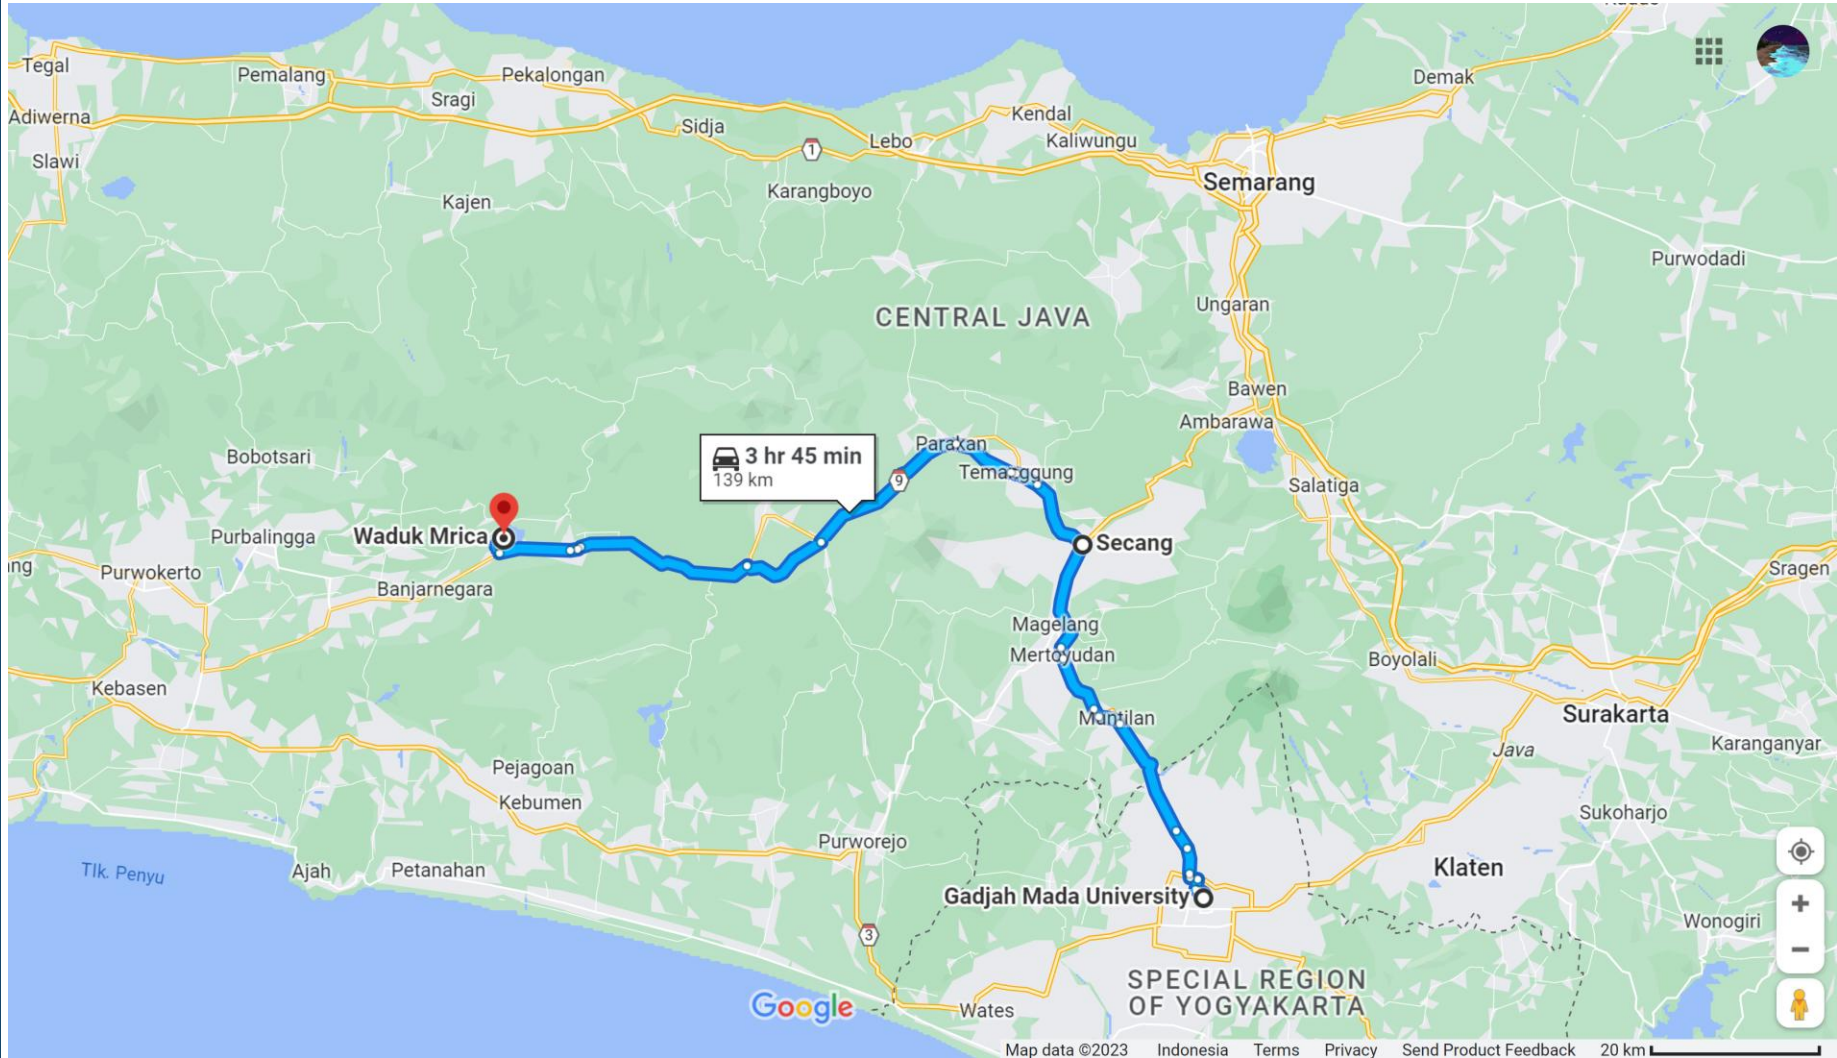 Tegal
Pemalang
Pekalongan
Demak
Sragi
Adiwerna
Kendal
Sidja
Lebo
Kaliwungu
1
Slawi
Semarang
Karangboyo
Kajen
Purwodadi
Ungaran
CENTRAL JAVA
Bawen
Ambarawa
Parakan
3 hr 45 min
139 km
Bobotsari
Temanggung
9
Salatiga
Purbalingga
Waduk Mrica
Secang
ng
Purwokerto
Sragen
Banjarnegara
Magelang
Mertoyudan
Boyolali
Kebasen
Muntilan
Surakarta
Java
Karanganyar
Pejagoan
Kebumen
Sukoharjo
Purworejo
Tlk. Penyu
Ajah
Petanahan
Klaten
Gadjah Mada University
Wonogiri
3
SPECIAL REGION
OF YOGYAKARTA
Google
Wates
Map data ©2023 Indonesia Terms Privacy Send Product Feedback 20 km